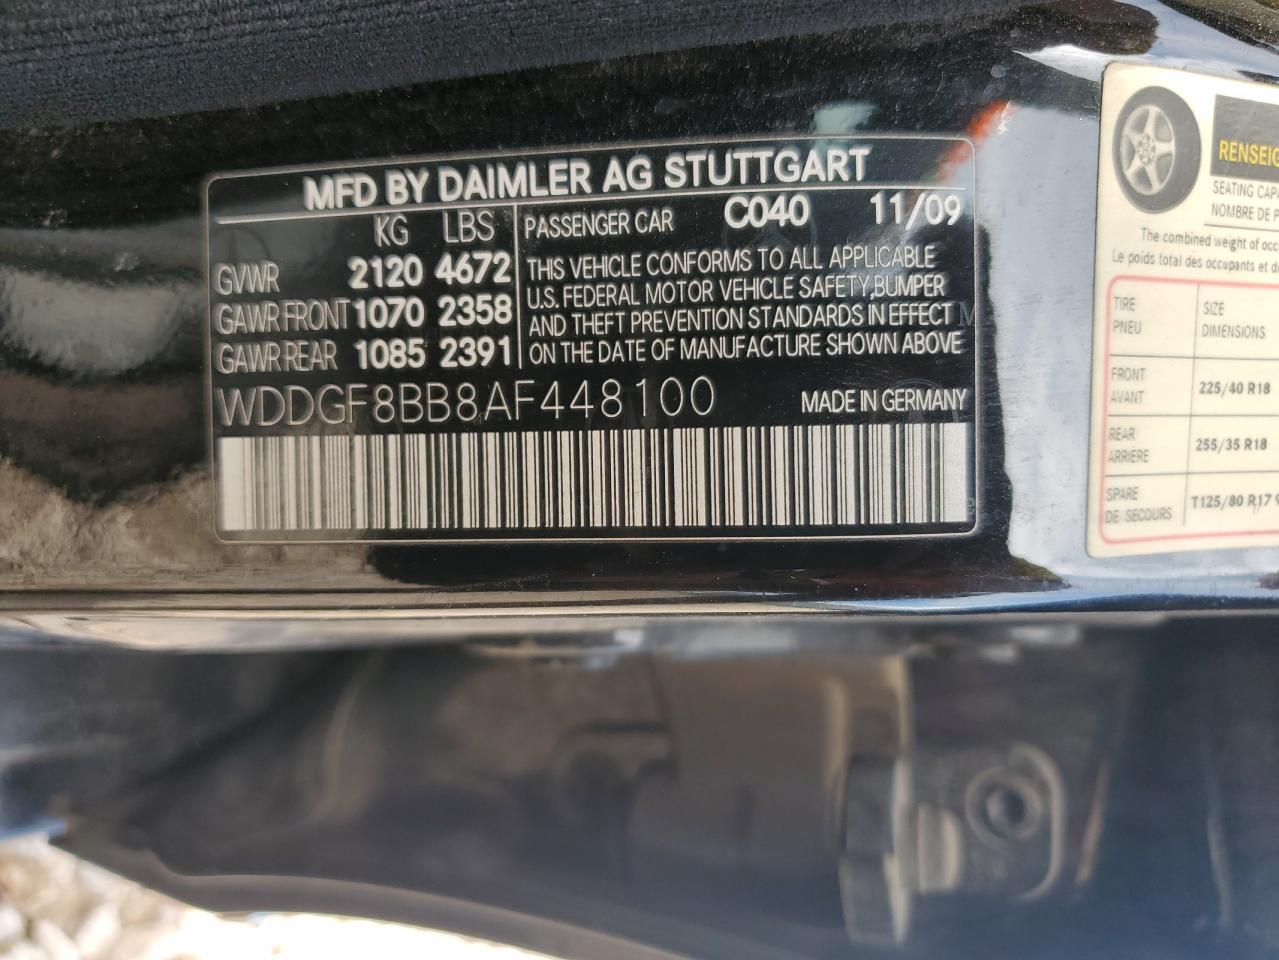 MFD BY DAIMLER AG STUTTGART
KG LBS
GVWR 2120 4672
GAWR FRONT 1070 2358
GAWR REAR 1085 2391
PASSENGER CAR C040 11/09
THIS VEHICLE CONFORMS TO ALL APPLICABLE
U.S. FEDERAL MOTOR VEHICLE SAFETY,BUMPER
AND THEFT PREVENTION STANDARDS IN EFFECT
ON THE DATE OF MANUFACTURE SHOWN ABOVE
WDDGF8BB8AF448100 MADE IN GERMANY
SEATING
NOMBRE DE
The combined weight of
Le poids total des occupants et
TIRE SIZE
PNEU DIMENSIONS
FRONT
AVANT 225/40 R18
REAR
ARRIERE 255/35 R18
SPARE
DE SECOURS T125/80 R17